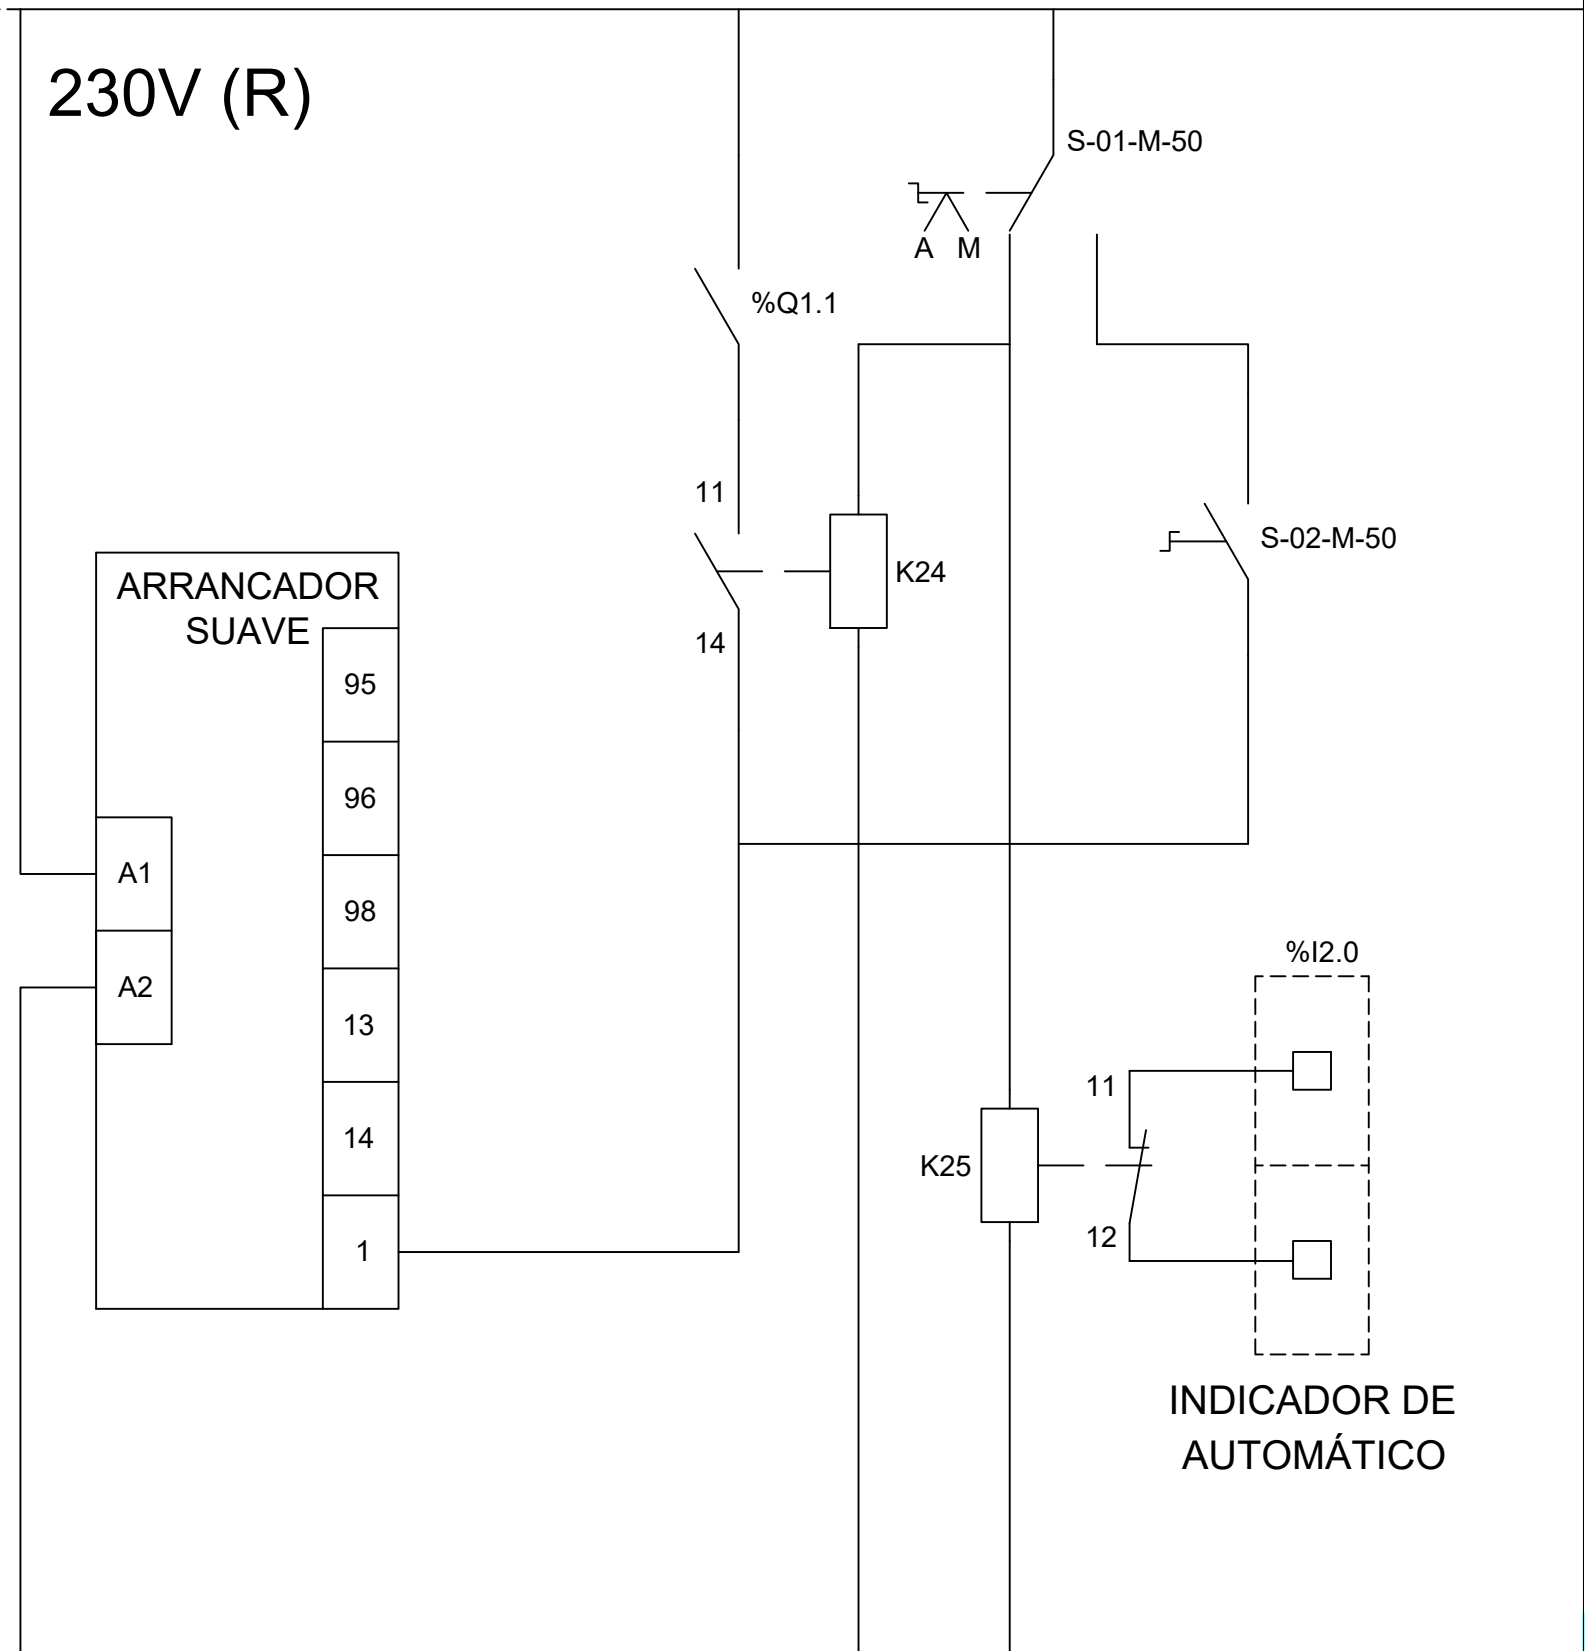 230V (R)
S-01-M-50
A M
%Q1.1
11
S-02-M-50
K24
ARRANCADOR
SUAVE
14
95
96
A1
98
%I2.0
A2
13
11
14
K25
12
1
INDICADOR DE
AUTOMÁTICO